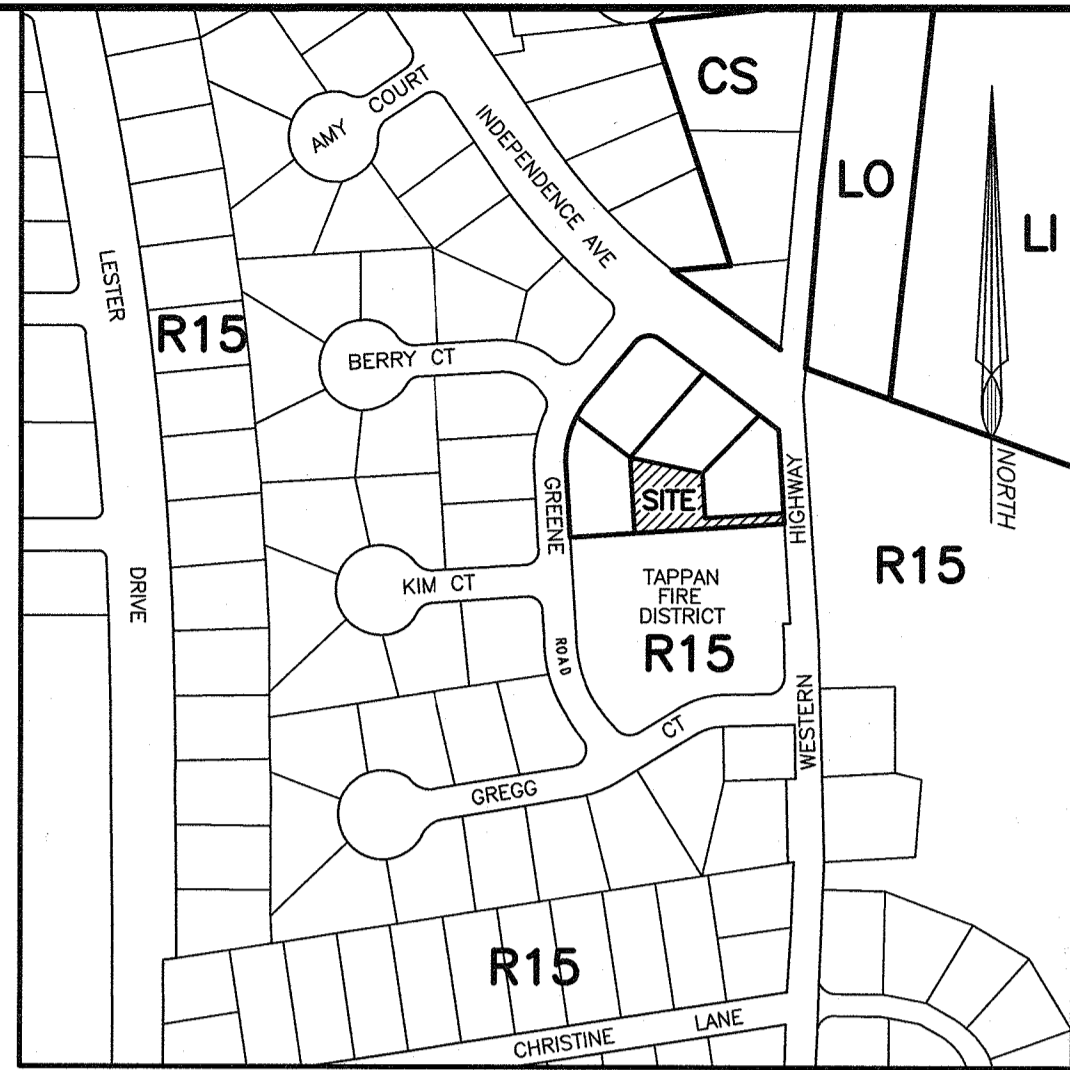 CS
AMY COURT
INDEPENDENCE AVE
LO
LI
LESTER
R15
BERRY CT
NORTH
GREENE
SITE
HIGHWAY
R15
DRIVE
KIM CT
TAPPAN
FIRE
DISTRICT
R15
ROAD
WESTERN
CT
GREGG
R15
CHRISTINE LANE